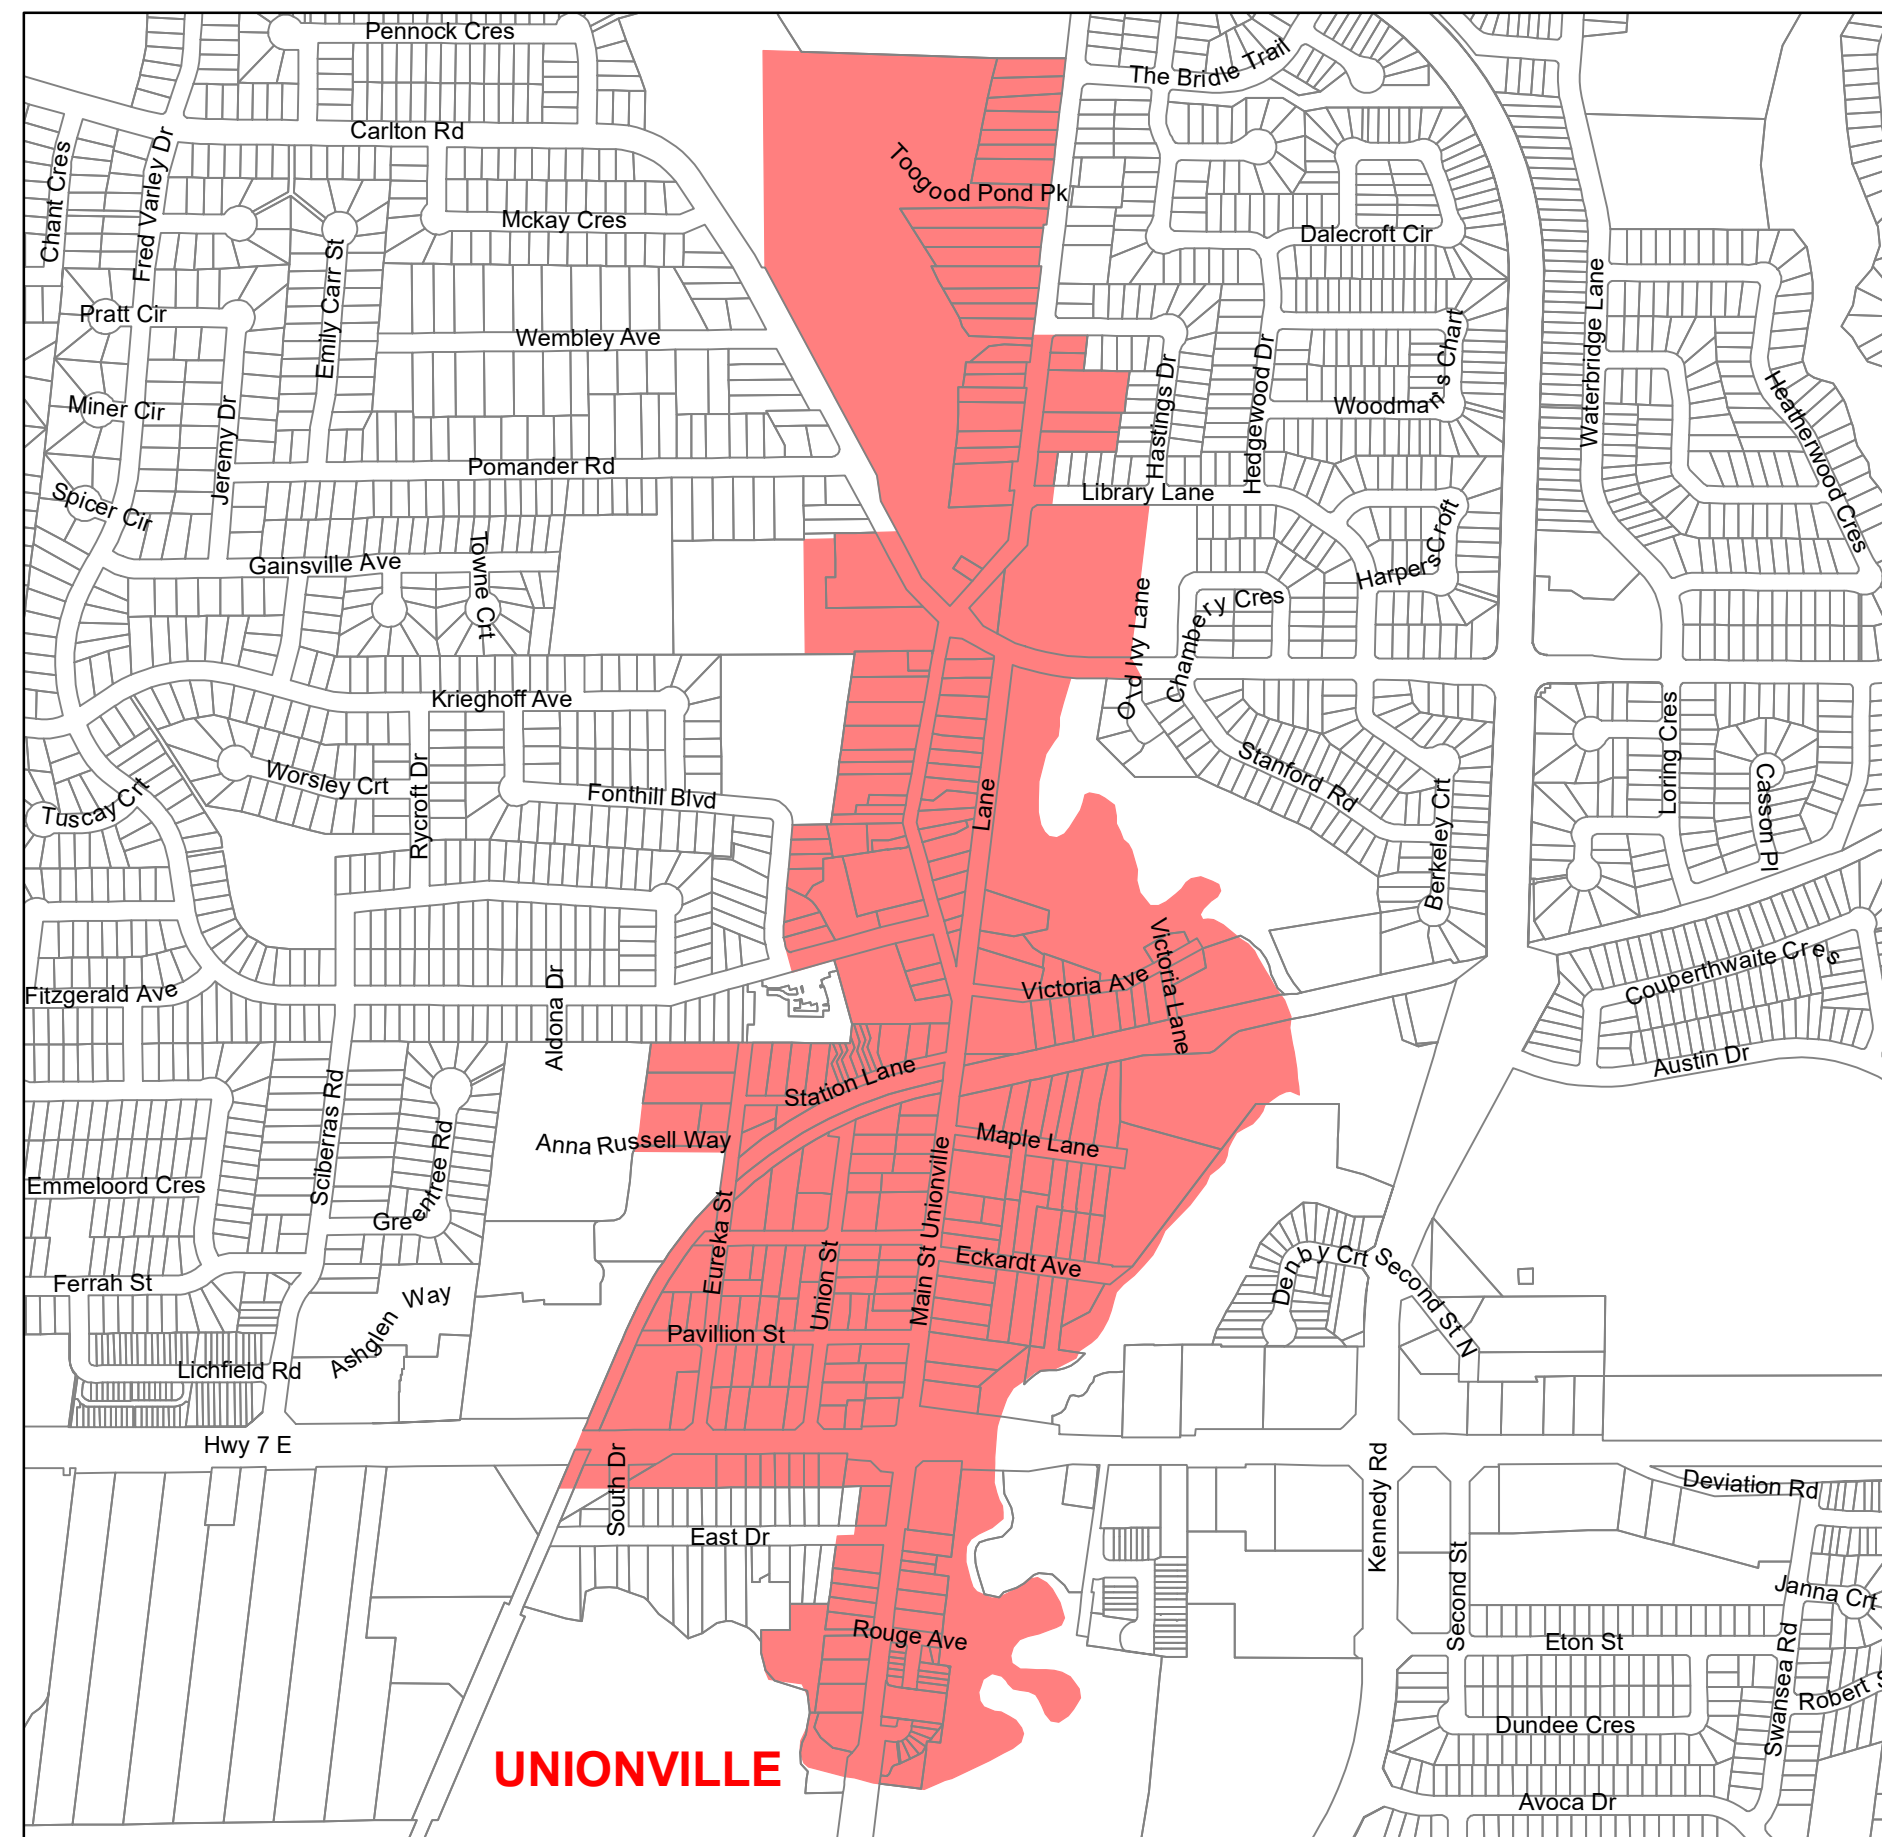 Pennock Cres
The Bridle Trail
Carlton Rd
Chant Cres
Fred Varley Dr
Toogood Pond Pk
Mckay Cres
Dalecroft Cir
Emily Carr St
Pratt Cir
Wembley Ave
Waterbridge Lane
Woodmans Chart
Hastings Dr
Hedgewood Dr
Miner Cir
Jeremy Dr
Heatherwood Cres
Pomander Rd
Spicer Cir
Library Lane
Harpers Croft
Gainsville Ave
Towne Crt
Old Ivy Lane
Chambery Cres
Krieghoff Ave
Worsley Crt
Rycroft Dr
Fonthill Blvd
Tuscay Crt
Lane
Stanford Rd
Berkeley Crt
Loring Cres
Casson Pl
Victoria Ave
Victoria Lane
Couperthwaite Cres
Fitzgerald Ave
Aldona Dr
Station Lane
Austin Dr
Sciberras Rd
Greentree Rd
Anna Russell Way
Maple Lane
Emmeloord Cres
Eureka St
Union St
Main St Unionville
Eckardt Ave
Denby Crt
Second St N
Ferrah St
Ashglen Way
Pavillion St
Lichfield Rd
Hwy 7 E
South Dr
Kennedy Rd
Deviation Rd
East Dr
Second St
Janna Crt
Rouge Ave
Eton St
Swansea Rd
Robert S
Dundee Cres
UNIONVILLE
Avoca Dr